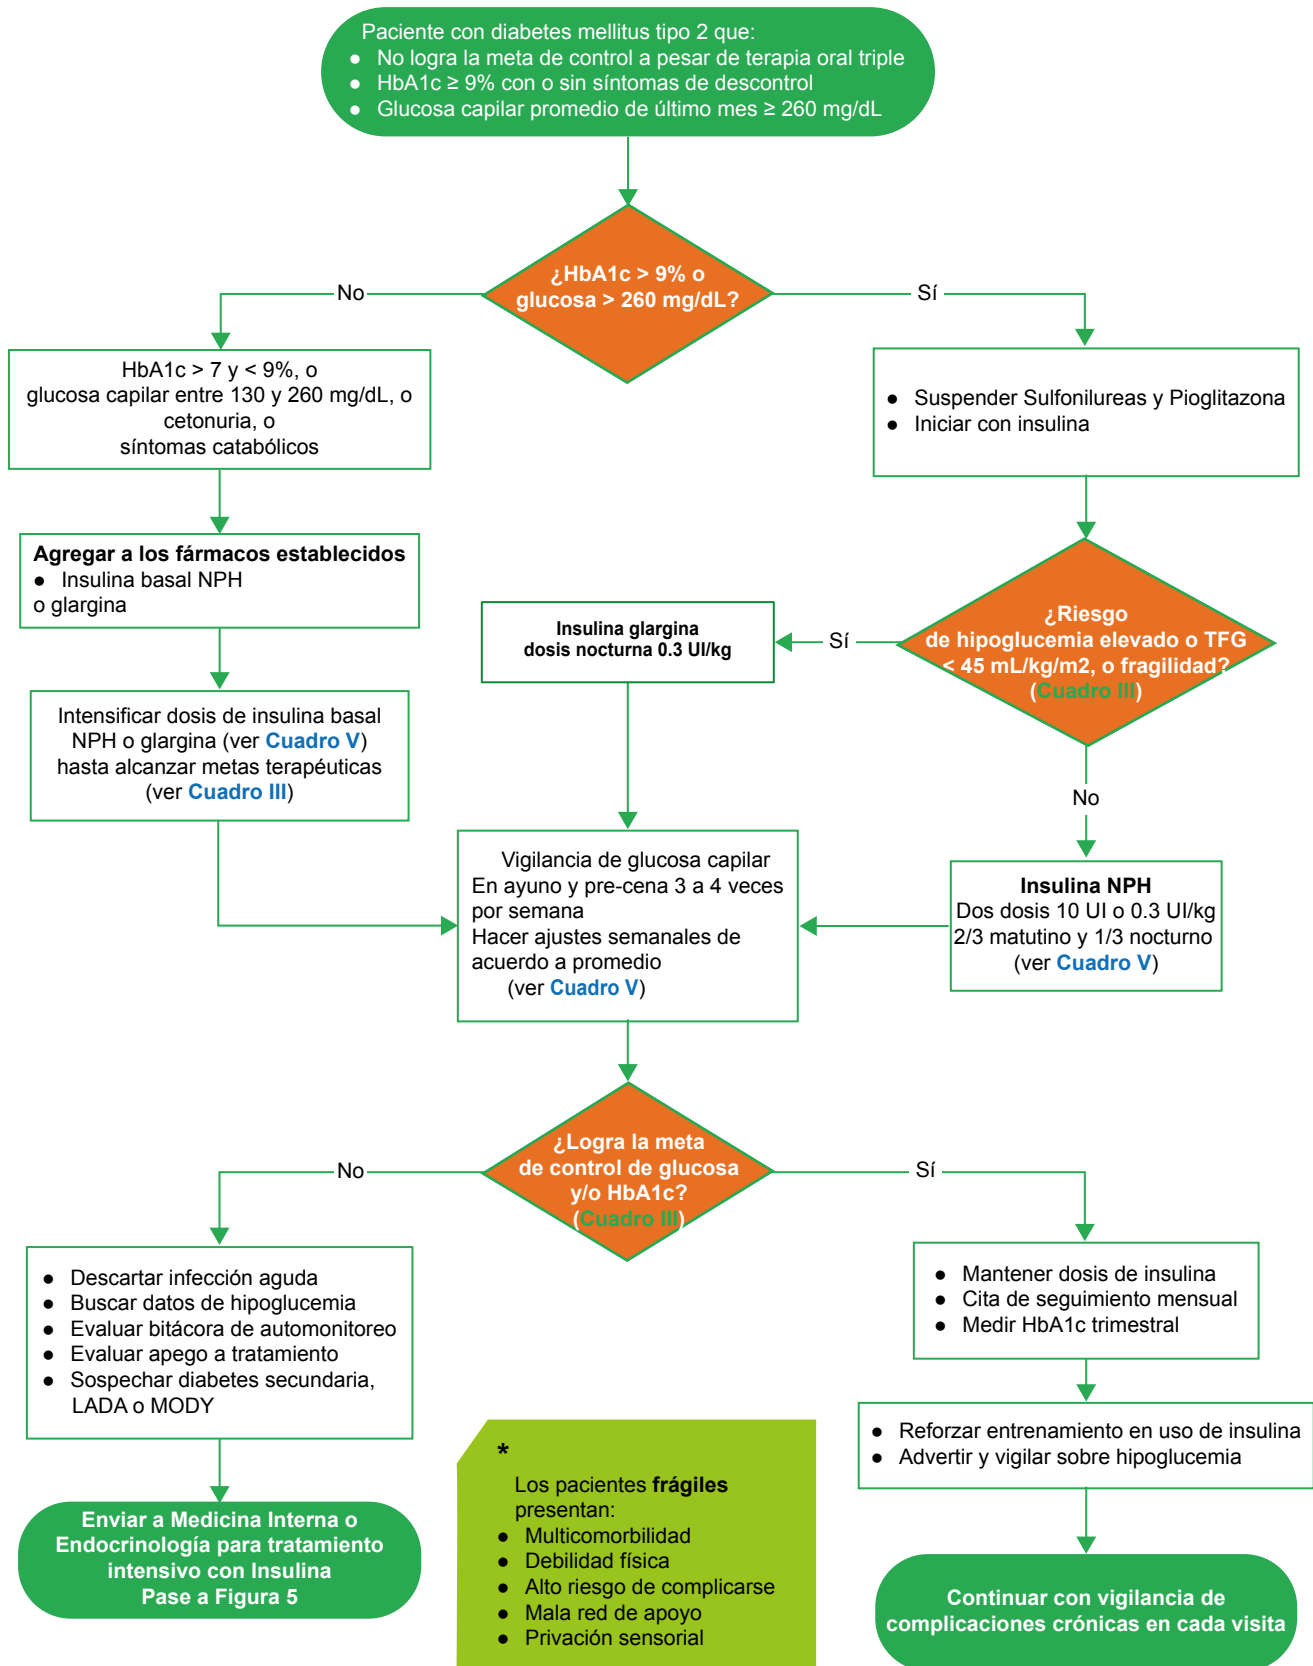 Paciente con diabetes mellitus tipo 2 que:
● No logra la meta de control a pesar de terapia oral triple
● HbA1c ≥ 9% con o sin síntomas de descontrol
● Glucosa capilar promedio de último mes ≥ 260 mg/dL
¿HbA1c > 9% o
glucosa > 260 mg/dL?
No
Sí
HbA1c > 7 y < 9%, o
glucosa capilar entre 130 y 260 mg/dL, o
cetonuria, o
síntomas catabólicos
● Suspender Sulfonilureas y Pioglitazona
● Iniciar con insulina
Agregar a los fármacos establecidos
● Insulina basal NPH
o glargina
¿Riesgo
de hipoglucemia elevado o TFG
< 45 mL/kg/m2, o fragilidad?
(Cuadro III)
Sí
Insulina glargina
dosis nocturna 0.3 UI/kg
Intensificar dosis de insulina basal
NPH o glargina (ver Cuadro V)
hasta alcanzar metas terapéuticas
(ver Cuadro III)
No
Vigilancia de glucosa capilar
En ayuno y pre-cena 3 a 4 veces
por semana
Hacer ajustes semanales de
acuerdo a promedio
(ver Cuadro V)
Insulina NPH
Dos dosis 10 UI o 0.3 UI/kg
2/3 matutino y 1/3 nocturno
(ver Cuadro V)
¿Logra la meta
de control de glucosa
y/o HbA1c?
(Cuadro III)
No
Sí
● Descartar infección aguda
● Buscar datos de hipoglucemia
● Evaluar bitácora de automonitoreo
● Evaluar apego a tratamiento
● Sospechar diabetes secundaria,
LADA o MODY
● Mantener dosis de insulina
● Cita de seguimiento mensual
● Medir HbA1c trimestral
● Reforzar entrenamiento en uso de insulina
● Advertir y vigilar sobre hipoglucemia
Enviar a Medicina Interna o
Endocrinología para tratamiento
intensivo con Insulina
Pase a Figura 5
*
Los pacientes frágiles
presentan:
● Multicomorbilidad
● Debilidad física
● Alto riesgo de complicarse
● Mala red de apoyo
● Privación sensorial
Continuar con vigilancia de
complicaciones crónicas en cada visita